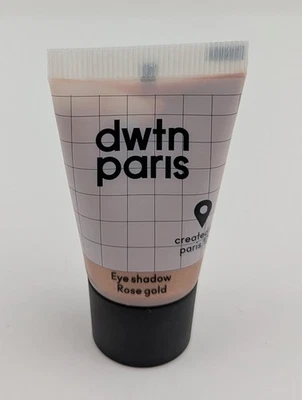 dwtn
paris
created
paris
Eye shadow
Rose gold